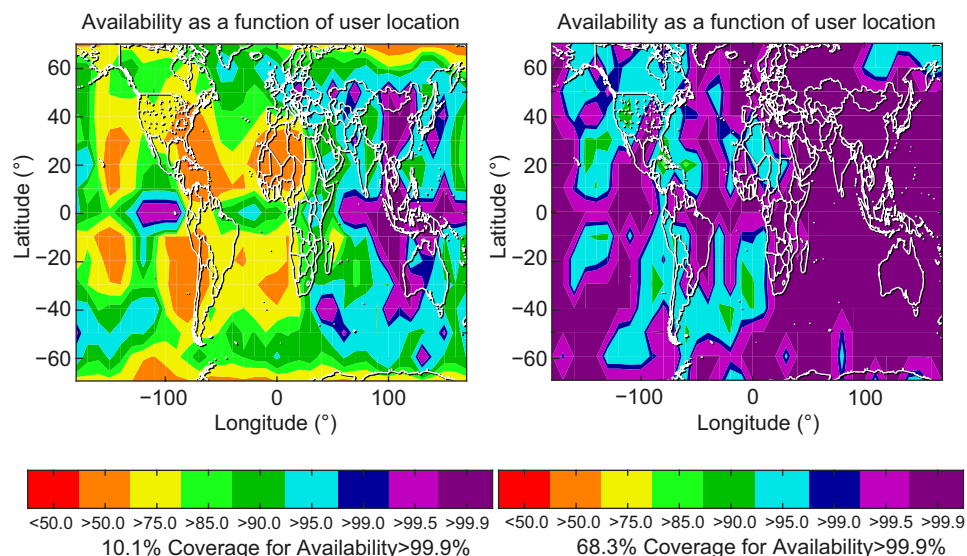 Availability as a function of user location
60
40
20
0
−20
−40
−60
Latitude (°)
−100
0
100
Longitude (°)
<50.0 >50.0 >75.0 >85.0 >90.0 >95.0 >99.0 >99.5 >99.9
10.1% Coverage for Availability>99.9%
Availability as a function of user location
60
40
20
0
−20
−40
−60
Latitude (°)
−100
0
100
Longitude (°)
<50.0 >50.0 >75.0 >85.0 >90.0 >95.0 >99.0 >99.5 >99.9
68.3% Coverage for Availability>99.9%